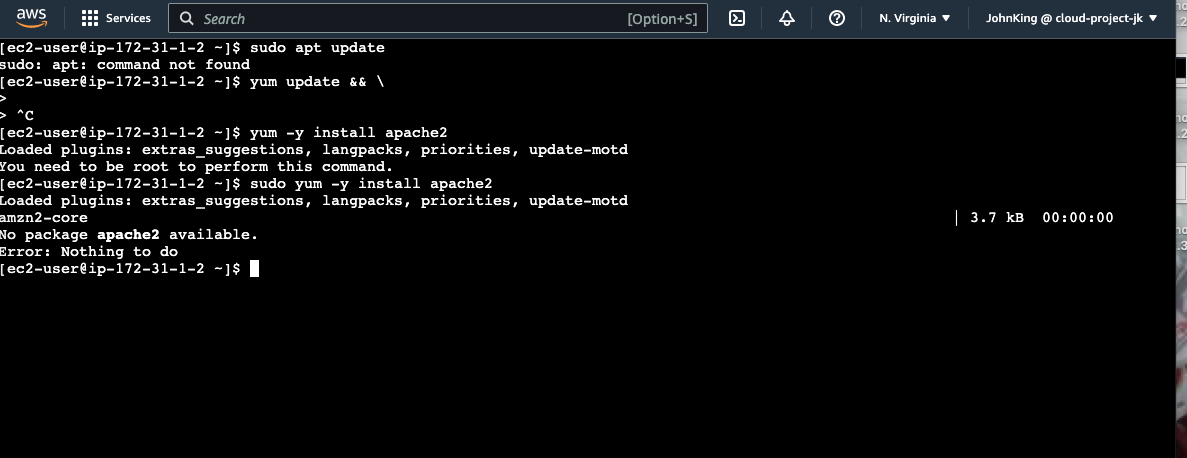 aws
Services
Search
[Option+S]
N. Virginia
JohnKing @ cloud-project-jk
[ec2-user@ip-172-31-1-2 ~]$ sudo apt update
sudo: apt: command not found
[ec2-user@ip-172-31-1-2 ~]$ yum update && \
>
> ^C
[ec2-user@ip-172-31-1-2 ~]$ yum -y install apache2
Loaded plugins: extras_suggestions, langpacks, priorities, update-motd
You need to be root to perform this command.
[ec2-user@ip-172-31-1-2 ~]$ sudo yum -y install apache2
Loaded plugins: extras_suggestions, langpacks, priorities, update-motd
amzn2-core | 3.7 kB 00:00:00
No package apache2 available.
Error: Nothing to do
[ec2-user@ip-172-31-1-2 ~]$